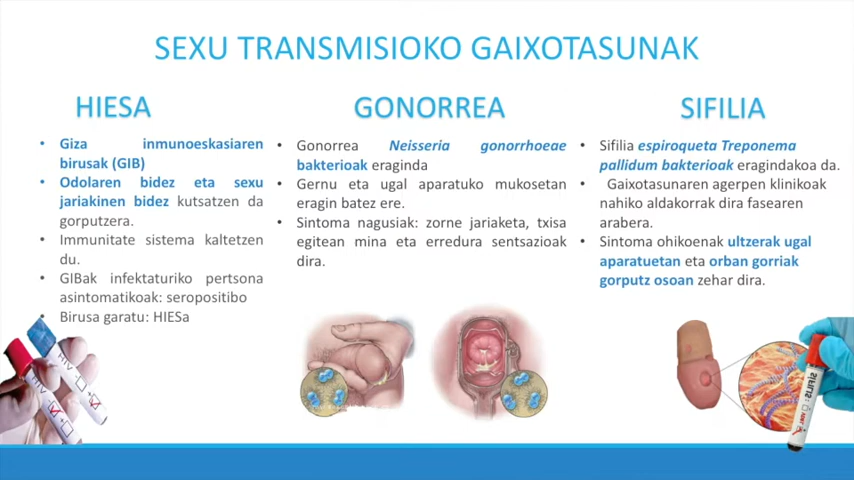 SEXU TRANSMISIOKO GAIXOTASUNAK
HIESA
• Giza inmunoeskasiaren
birusak (GIB)
• Odolaren bidez eta sexu
jariakinen bidez kutsatzen da
gorputzera.
• Immunitate sistema kaltetzen
du.
• GIBak infektaturiko pertsona
asintomatikoak: seropositibo
• Birusa garatu: HIESa
HIV
HIV
GONORREA
• Gonorrea Neisseria gonorrhoeae
bakterioak eraginda
• Gernu eta ugal aparatuko mukosetan
eragin batez ere.
• Sintoma nagusiak: zorne jariaketa, txisa
egitean mina eta erredura sentsazioak
dira.
SIFILIA
• Sifilia espiroqueta Treponema
pallidum bakterioak eragindakoa da.
• Gaixotasunaren agerpen klinikoak
nahiko aldakorrak dira fasearen
arabera.
• Sintoma ohikoenak ultzerak ugal
aparatuetan eta orban gorriak
gorputz osoan zehar dira.
SIFILIS